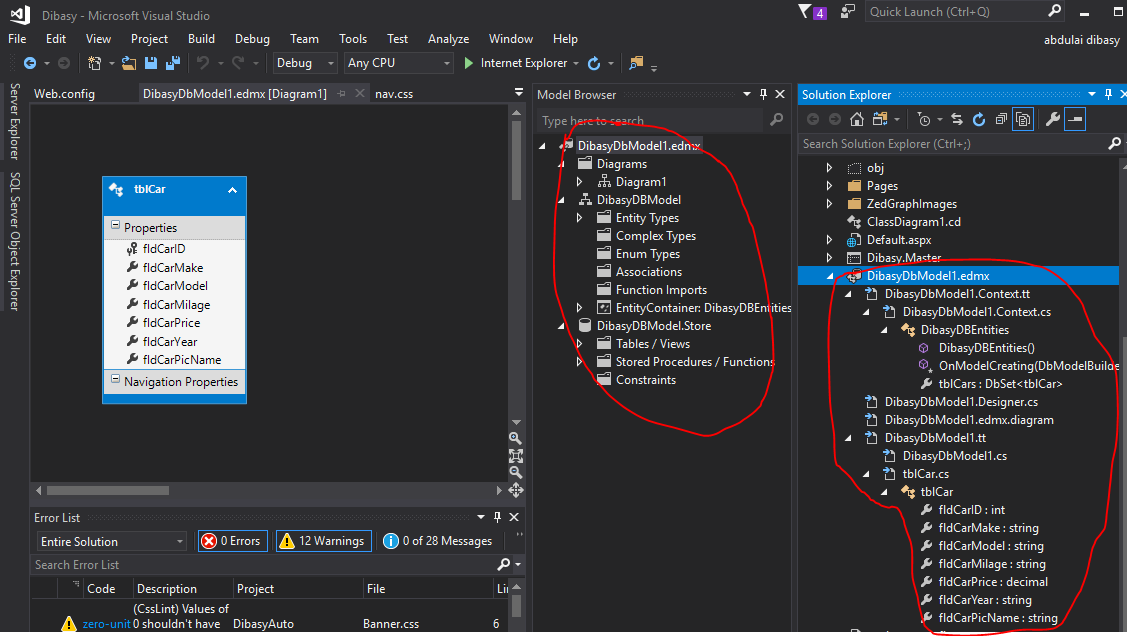 Dibasy - Microsoft Visual Studio
4
Quick Launch (Ctrl+Q)
File Edit View Project Build Debug Team Tools Test Analyze Window Help
abdulai dibasy
Debug Any CPU Internet Explorer
Server Explorer
SQL Server Object Explorer
Web.config DibasyDbModel1.edmx [Diagram1] nav.css
tblCar
Properties
fldCarID
fldCarMake
fldCarModel
fldCarMilage
fldCarPrice
fldCarYear
fldCarPicName
Navigation Properties
Model Browser
Type here to search
DibasyDbModel1.edmx
Diagrams
Diagram1
DibasyDBModel
Entity Types
Complex Types
Enum Types
Associations
Function Imports
EntityContainer: DibasyDBEntities
DibasyDBModel.Store
Tables / Views
Stored Procedures / Functions
Constraints
Solution Explorer
Search Solution Explorer (Ctrl+;)
obj
Pages
ZedGraphImages
ClassDiagram1.cd
Default.aspx
Dibasy.Master
DibasyDbModel1.edmx
DibasyDbModel1.Context.tt
DibasyDbModel1.Context.cs
DibasyDBEntities
DibasyDBEntities()
OnModelCreating(DbModelBuilde
tblCars : DbSet<tblCar>
DibasyDbModel1.Designer.cs
DibasyDbModel1.edmx.diagram
DibasyDbModel1.tt
DibasyDbModel1.cs
tblCar.cs
tblCar
fldCarID : int
fldCarMake : string
fldCarModel : string
fldCarMilage : string
fldCarPrice : decimal
fldCarYear : string
fldCarPicName : string
Error List
Entire Solution 0 Errors 12 Warnings 0 of 28 Messages
Search Error List
Code Description Project File Li
(CssLint) Values of
zero-unit 0 shouldn't have DibasyAuto Banner.css 6